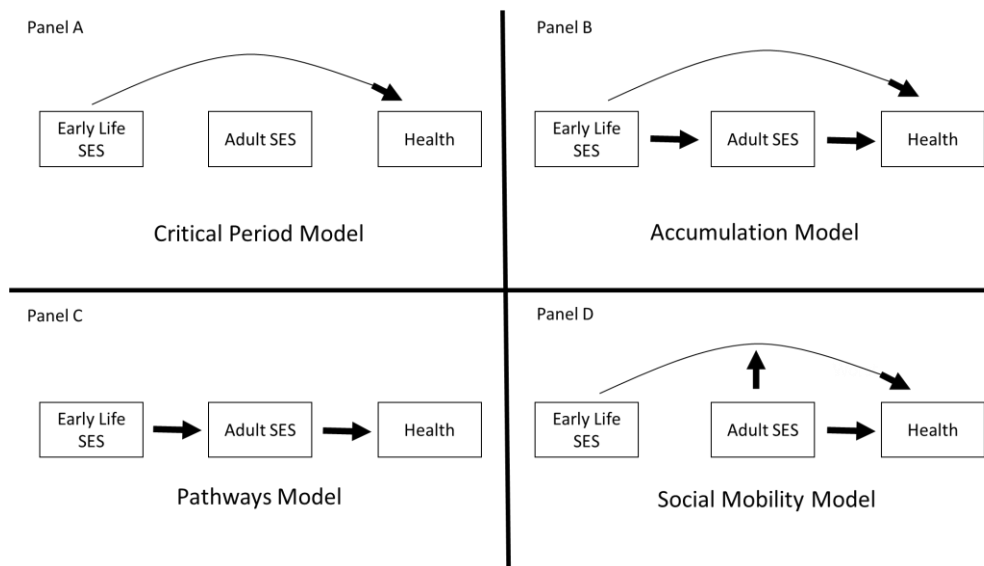 Panel A
Early Life
SES
Adult SES
Health
Critical Period Model
Panel B
Early Life
SES
Adult SES
Health
Accumulation Model
Panel C
Early Life
SES
Adult SES
Health
Pathways Model
Panel D
Early Life
SES
Adult SES
Health
Social Mobility Model